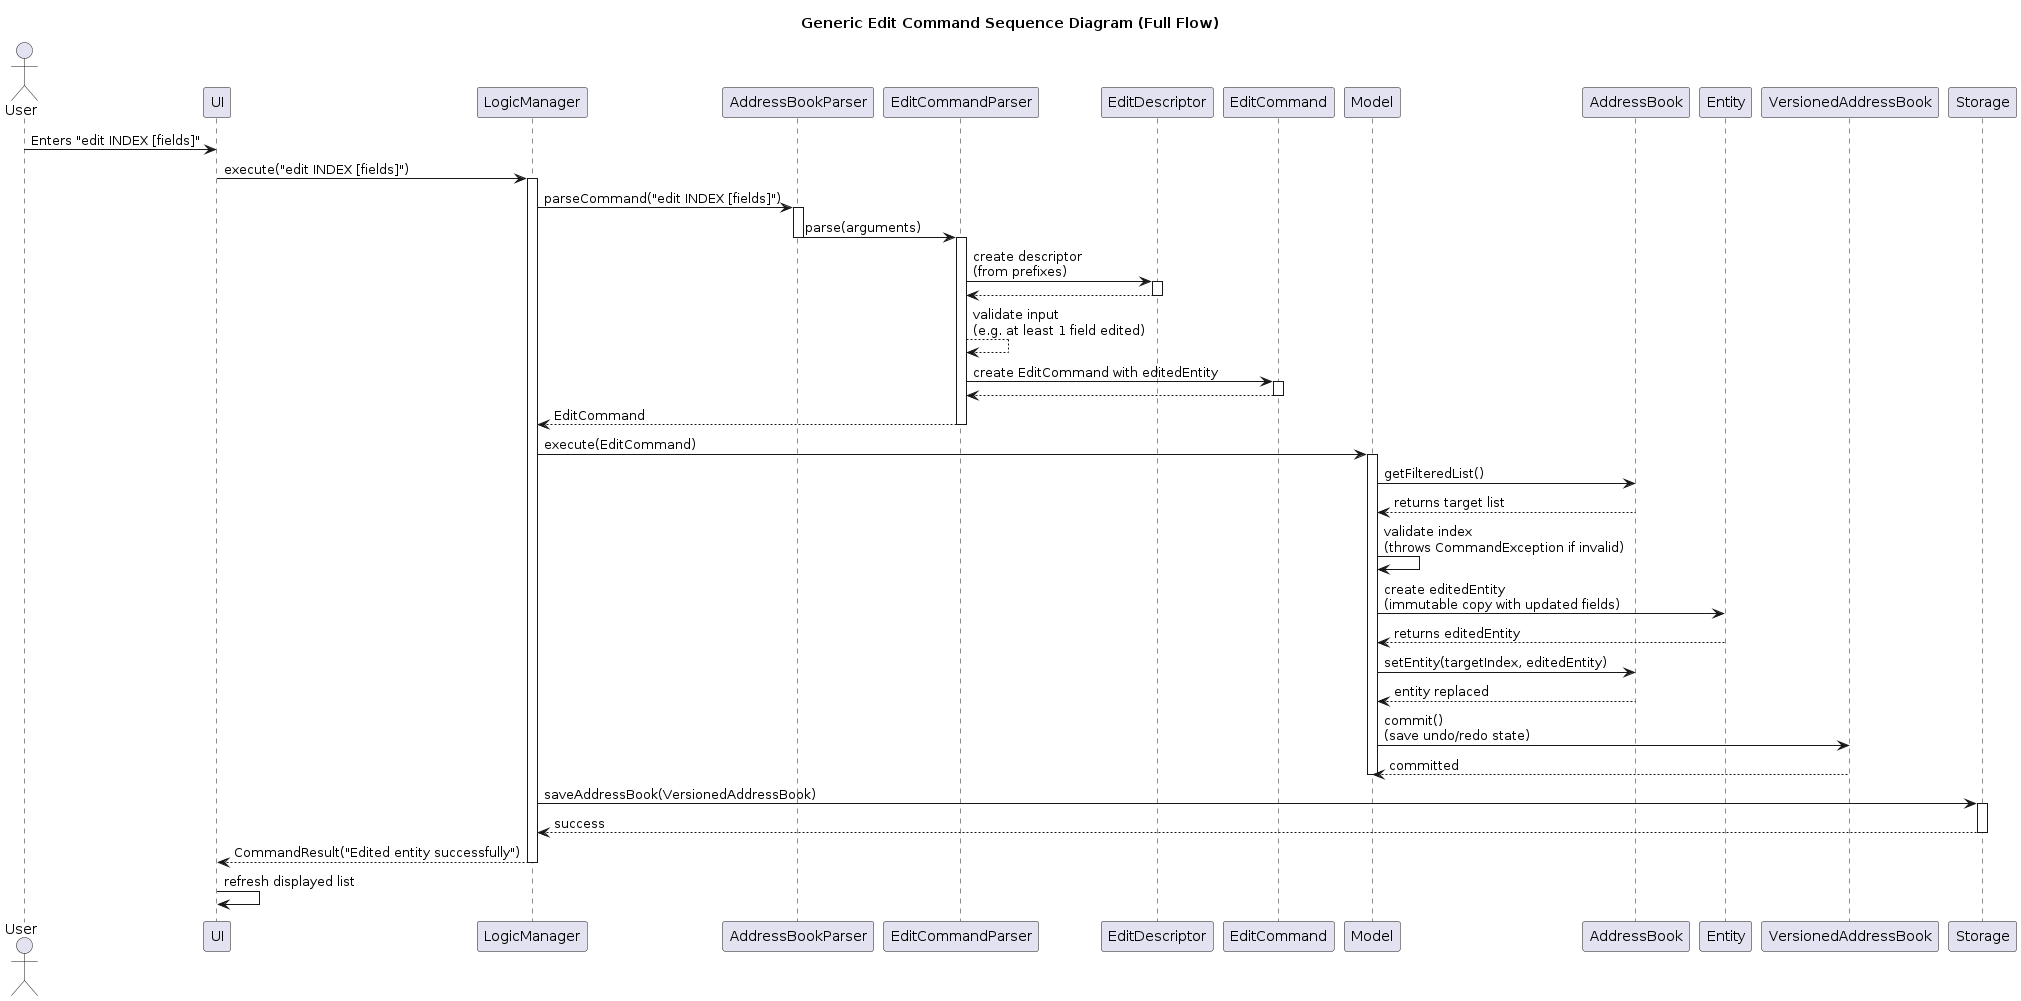 Generic Edit Command Sequence Diagram (Full Flow)
User
UI
LogicManager
AddressBookParser
EditCommandParser
EditDescriptor
EditCommand
Model
AddressBook
Entity
VersionedAddressBook
Storage
Enters "edit INDEX [fields]"
execute("edit INDEX [fields]")
parseCommand("edit INDEX [fields]")
parse(arguments)
create descriptor
(from prefixes)
validate input
(e.g. at least 1 field edited)
create EditCommand with editedEntity
EditCommand
execute(EditCommand)
getFilteredList()
returns target list
validate index
(throws CommandException if invalid)
create editedEntity
(immutable copy with updated fields)
returns editedEntity
setEntity(targetIndex, editedEntity)
entity replaced
commit()
(save undo/redo state)
committed
saveAddressBook(VersionedAddressBook)
success
CommandResult("Edited entity successfully")
refresh displayed list
User
UI
LogicManager
AddressBookParser
EditCommandParser
EditDescriptor
EditCommand
Model
AddressBook
Entity
VersionedAddressBook
Storage